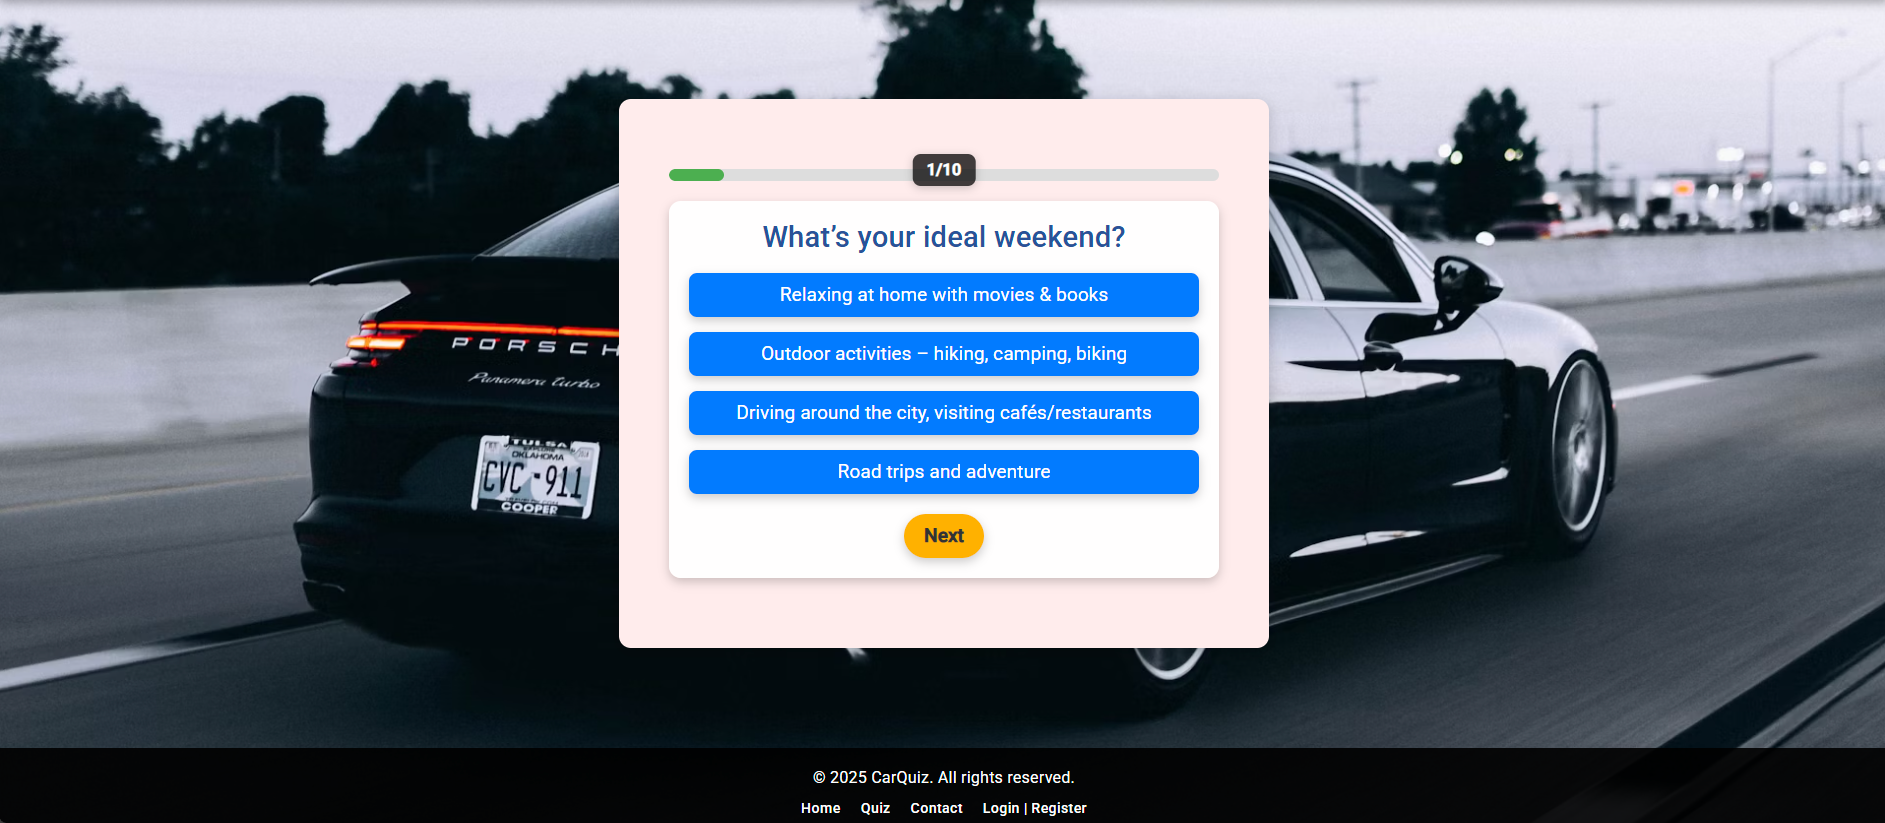 1/10
What’s your ideal weekend?
Relaxing at home with movies & books
Outdoor activities – hiking, camping, biking
Driving around the city, visiting cafés/restaurants
Road trips and adventure
Next
PORSCH
Panamera turbo
TULSA
OKLAHOMA
CVC-911
COOPER
© 2025 CarQuiz. All rights reserved.
Home Quiz Contact Login | Register